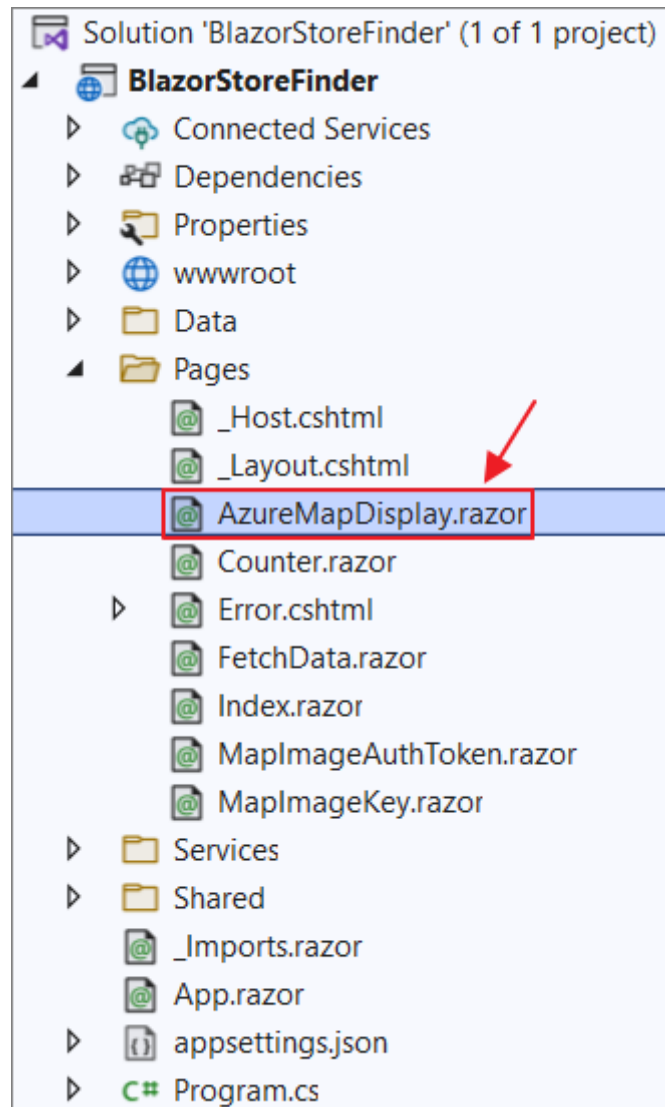 Solution 'BlazorStoreFinder' (1 of 1 project)
BlazorStoreFinder
Connected Services
Dependencies
Properties
wwwroot
Data
Pages
_Host.cshtml
_Layout.cshtml
AzureMapDisplay.razor
Counter.razor
Error.cshtml
FetchData.razor
Index.razor
MapImageAuthToken.razor
MapImageKey.razor
Services
Shared
_Imports.razor
App.razor
appsettings.json
C# Program.cs